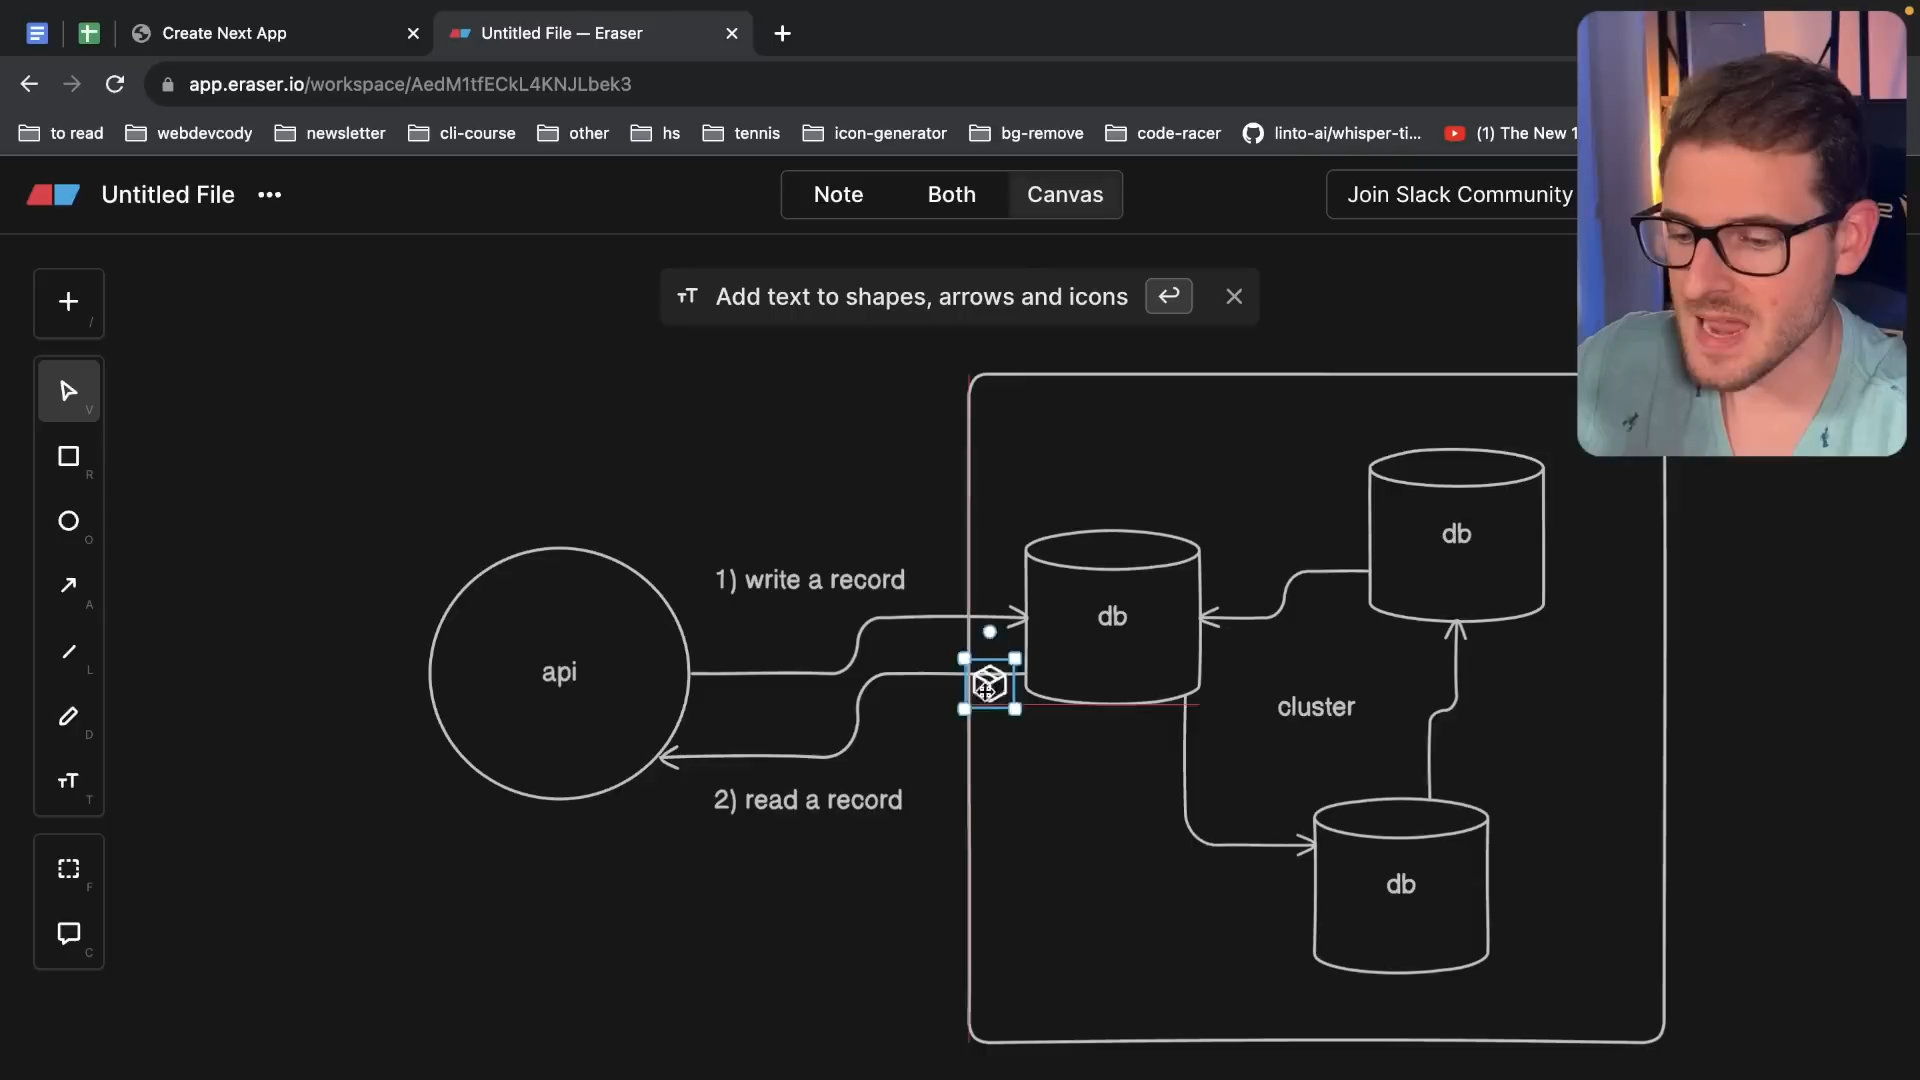 Create Next App
Untitled File — Eraser
app.eraser.io/workspace/AedM1tfECkL4KNJLbek3
to read
webdevcody
newsletter
cli-course
other
hs
tennis
icon-generator
bg-remove
code-racer
linto-ai/whisper-ti...
(1) The New 1
Untitled File
Note
Both
Canvas
Join Slack Community
Add text to shapes, arrows and icons
/
V
R
O
A
L
D
T
F
C
api
1) write a record
2) read a record
db
db
cluster
db